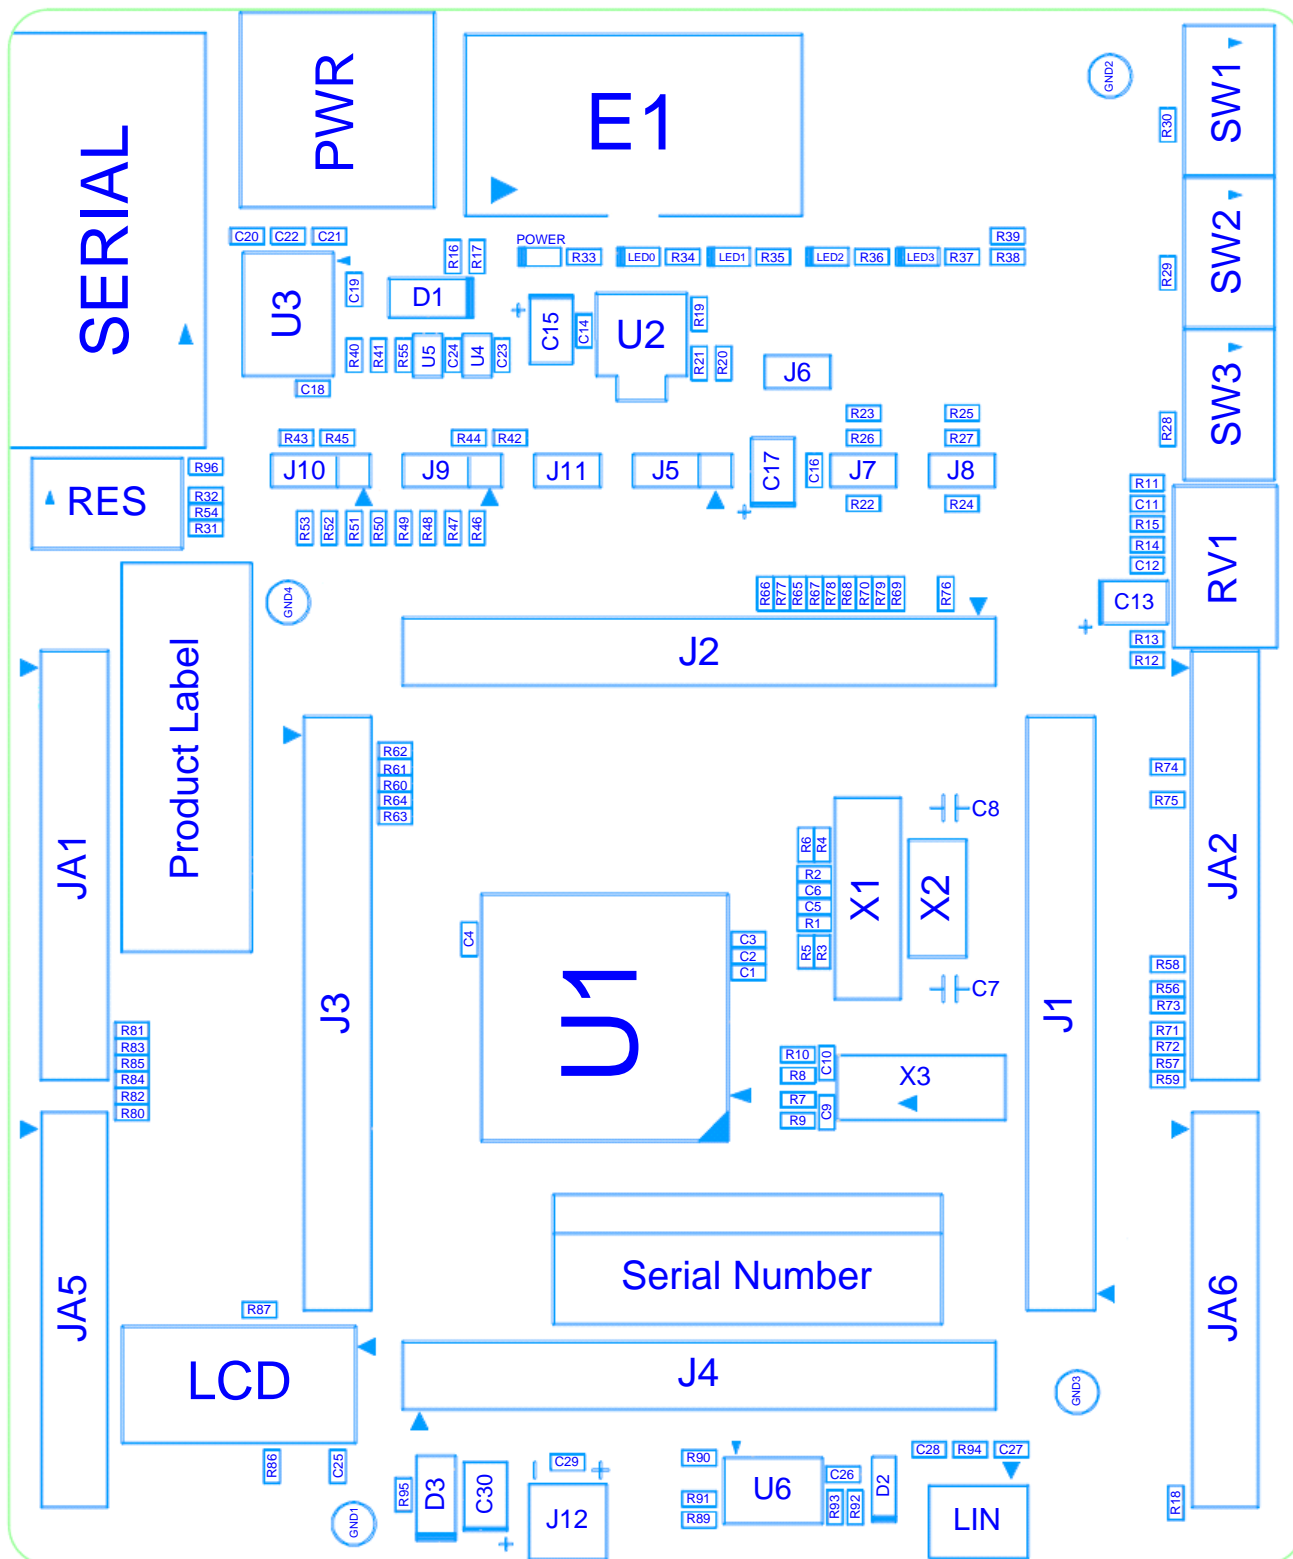 SERIAL
PWR
E1
GND2
SW1
R30
SW2
R29
SW3
R28
C20
C22
C21
R16
R17
POWER
R33
LED0
R34
LED1
R35
LED2
R36
LED3
R37
R39
R38
U3
C19
D1
C15
C14
U2
R19
R40
R41
R55
U5
C24
U4
C23
R21
R20
J6
C18
R23
R25
R43
R45
R44
R42
R26
R27
R96
J10
J9
J11
J5
C17
C16
J7
J8
RES
R32
R54
R31
R53
R52
R51
R50
R49
R48
R47
R46
R22
R24
R11
C11
R15
R14
C12
RV1
C13
R13
R12
GND4
R66
R77
R65
R67
R78
R68
R70
R79
R69
R76
J2
Product Label
JA1
R62
R61
R60
R64
R63
R74
R75
JA2
C8
R6
R4
R2
C6
C5
R1
R5
R3
X1
X2
C7
C4
C3
C2
C1
U1
J3
J1
R58
R56
R73
R71
R72
R57
R59
R81
R83
R85
R84
R82
R80
R10
C10
R8
R7
C9
R9
X3
Serial Number
JA5
JA6
R87
LCD
J4
GND3
R86
C25
R95
D3
C30
C29
J12
R90
R91
R89
U6
C26
R93
R92
D2
C28
R94
C27
LIN
R18
GND1